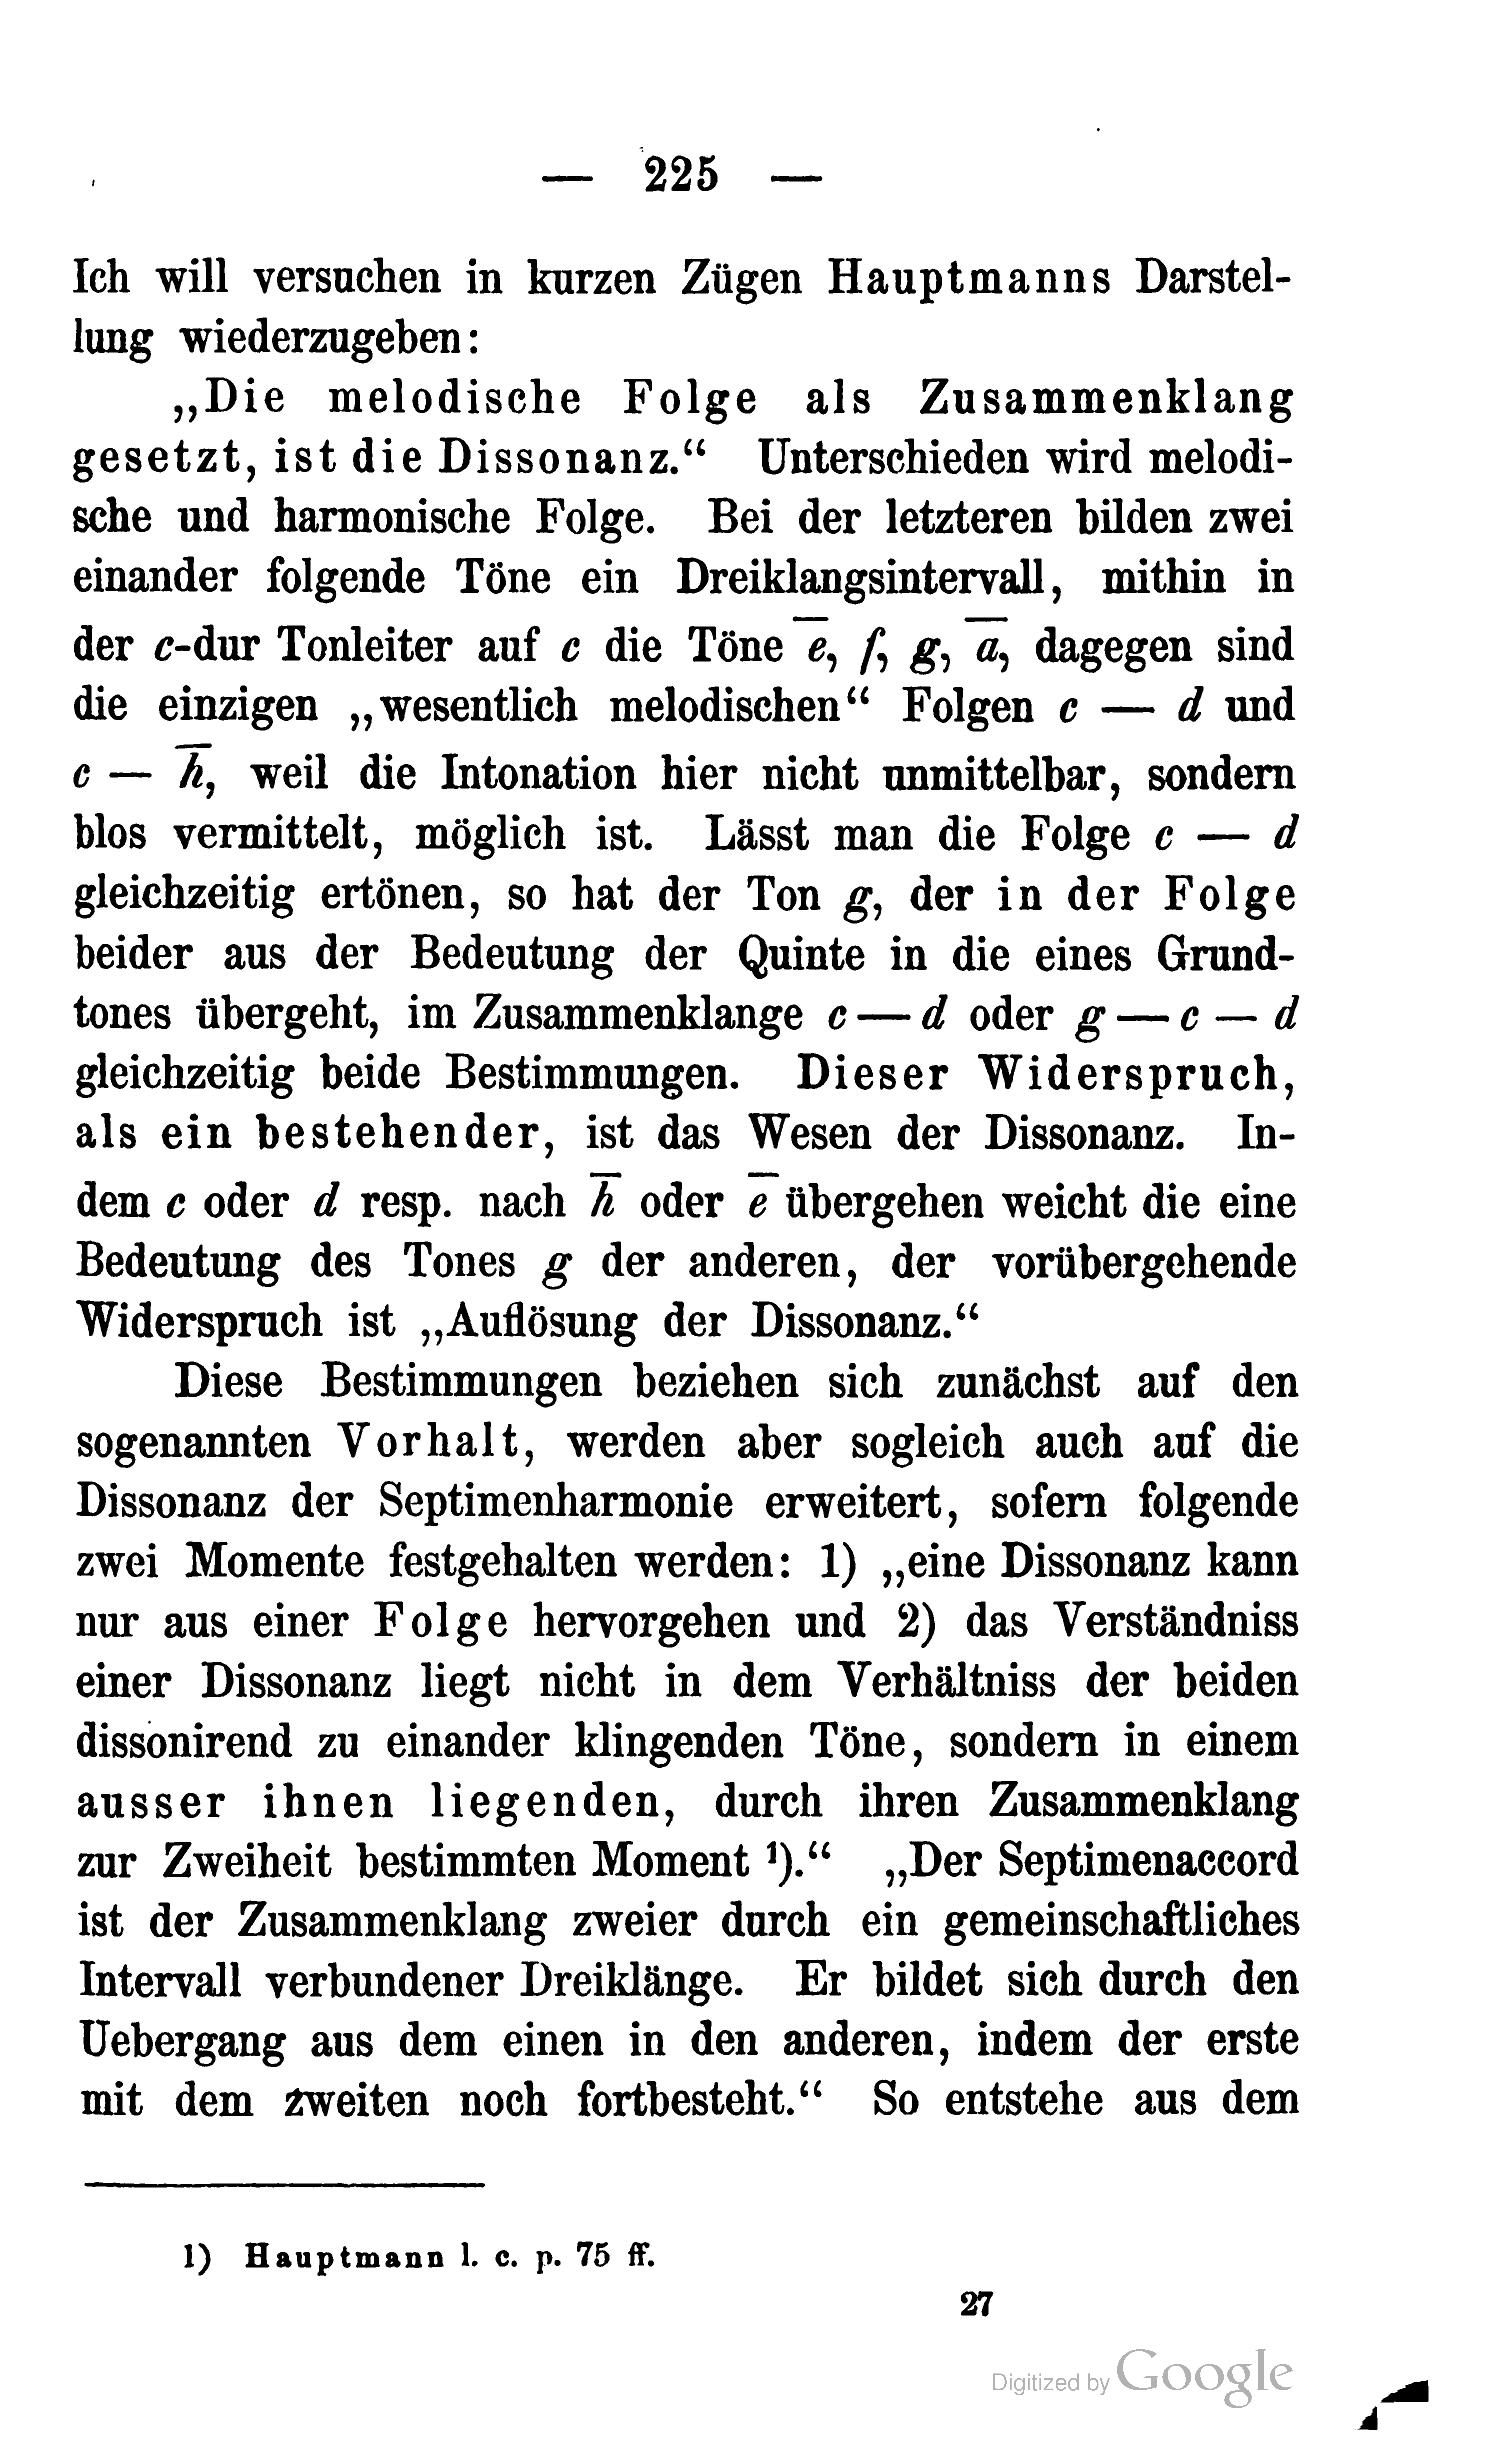 — 225 —
Ich will versuchen in kurzen Zügen Hauptmanns Darstel-
lung wiederzugeben:
„Die melodische Folge als Zusammenklang
gesetzt, ist die Dissonanz.“ Unterschieden wird melodi-
sche und harmonische Folge. Bei der letzteren bilden zwei
einander folgende Töne ein Dreiklangsintervall, mithin in
der c-dur Tonleiter auf c die Töne e̅, f, g, a̅, dagegen sind
die einzigen „wesentlich melodischen“ Folgen c — d und
c — h̅, weil die Intonation hier nicht unmittelbar, sondern
blos vermittelt, möglich ist. Lässt man die Folge c — d
gleichzeitig ertönen, so hat der Ton g, der in der Folge
beider aus der Bedeutung der Quinte in die eines Grund-
tones übergeht, im Zusammenklange c — d oder g — c — d
gleichzeitig beide Bestimmungen. Dieser Widerspruch,
als ein bestehender, ist das Wesen der Dissonanz. In-
dem c oder d resp. nach h̅ oder e̅ übergehen weicht die eine
Bedeutung des Tones g der anderen, der vorübergehende
Widerspruch ist „Auflösung der Dissonanz.“
Diese Bestimmungen beziehen sich zunächst auf den
sogenannten Vorhalt, werden aber sogleich auch auf die
Dissonanz der Septimenharmonie erweitert, sofern folgende
zwei Momente festgehalten werden: 1) „eine Dissonanz kann
nur aus einer Folge hervorgehen und 2) das Verständniss
einer Dissonanz liegt nicht in dem Verhältniss der beiden
dissonirend zu einander klingenden Töne, sondern in einem
ausser ihnen liegenden, durch ihren Zusammenklang
zur Zweiheit bestimmten Moment ¹).“ „Der Septimenaccord
ist der Zusammenklang zweier durch ein gemeinschaftliches
Intervall verbundener Dreiklänge. Er bildet sich durch den
Uebergang aus dem einen in den anderen, indem der erste
mit dem zweiten noch fortbesteht.“ So entstehe aus dem
1) Hauptmann l. c. p. 75 ff.
27
Digitized by Google